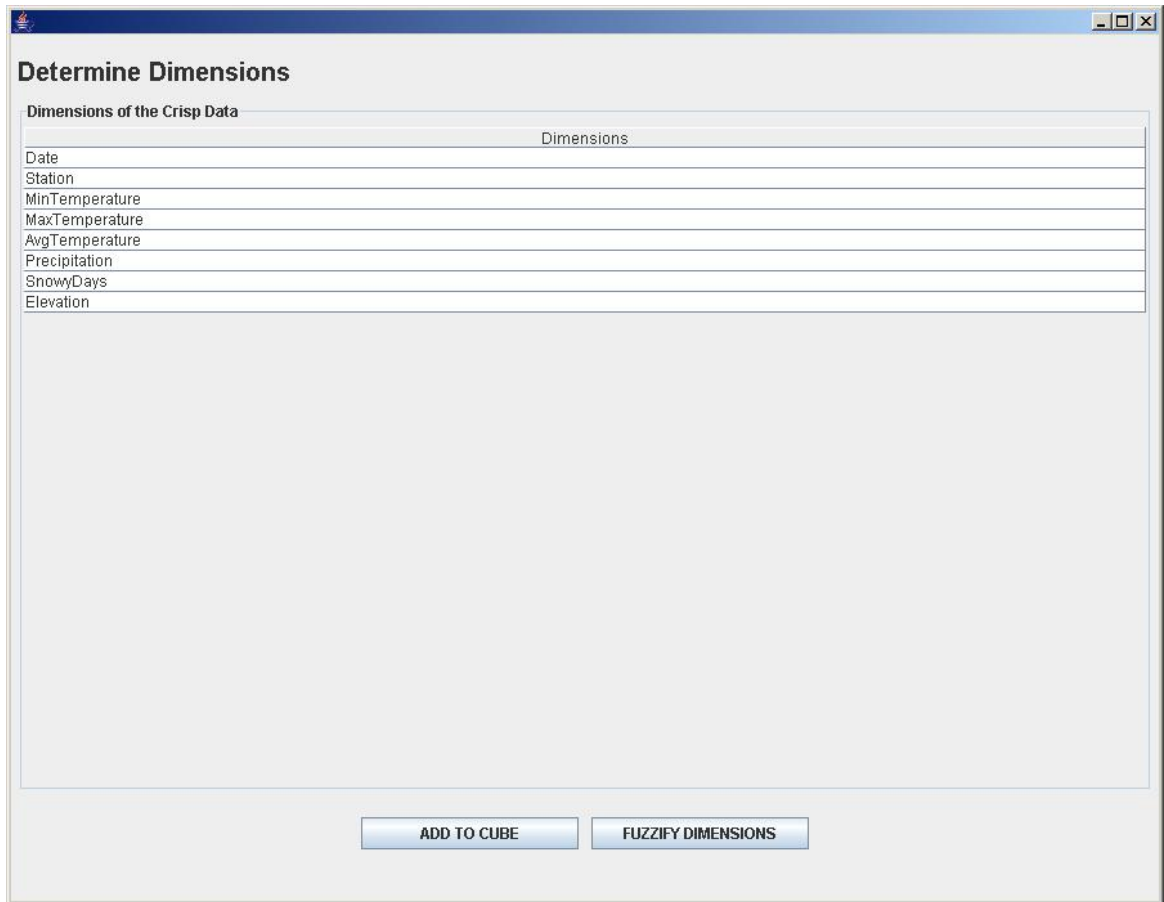 Determine Dimensions
Dimensions of the Crisp Data
Dimensions
Date
Station
MinTemperature
MaxTemperature
AvgTemperature
Precipitation
SnowyDays
Elevation
ADD TO CUBE FUZZIFY DIMENSIONS